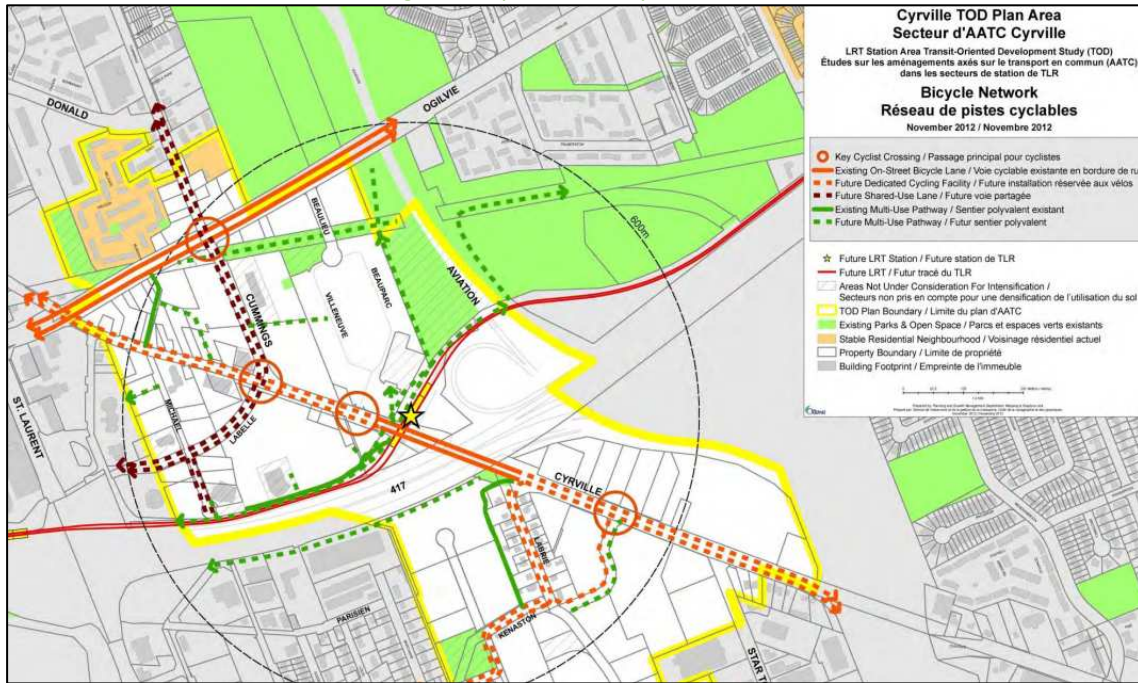 Cyrville TOD Plan Area
Secteur d'AATC Cyrville
LRT Station Area Transit-Oriented Development Study (TOD)
Études sur les aménagements axés sur le transport en commun (AATC)
dans les secteurs de station de TLR
Bicycle Network
Réseau de pistes cyclables
November 2012 / Novembre 2012
Key Cyclist Crossing / Passage principal pour cyclistes
Existing On-Street Bicycle Lane / Voie cyclable existante en bordure de ru
Future Dedicated Cycling Facility / Future installation réservée aux vélos
Future Shared-Use Lane / Future voie partagée
Existing Multi-Use Pathway / Sentier polyvalent existant
Future Multi-Use Pathway / Futur sentier polyvalent
Future LRT Station / Future station de TLR
Future LRT / Futur tracé du TLR
Areas Not Under Consideration For Intensification /
Secteurs non pris en compte pour une densification de l'utilisation du sol
TOD Plan Boundary / Limite du plan d'AATC
Existing Parks & Open Space / Parcs et espaces verts existants
Stable Residential Neighbourhood / Voisinage résidentiel actuel
Property Boundary / Limite de propriété
Building Footprint / Empreinte de l'immeuble
DONALD
OGILVIE
BEAULIEU
600m
AVIATION
BEAUPARC
VILLENEUVE
CUMMINGS
ST. LAURENT
MICHAEL
LABELLE
417
CYRVILLE
LABRIE
PARISIEN
KENASTON
STAR T